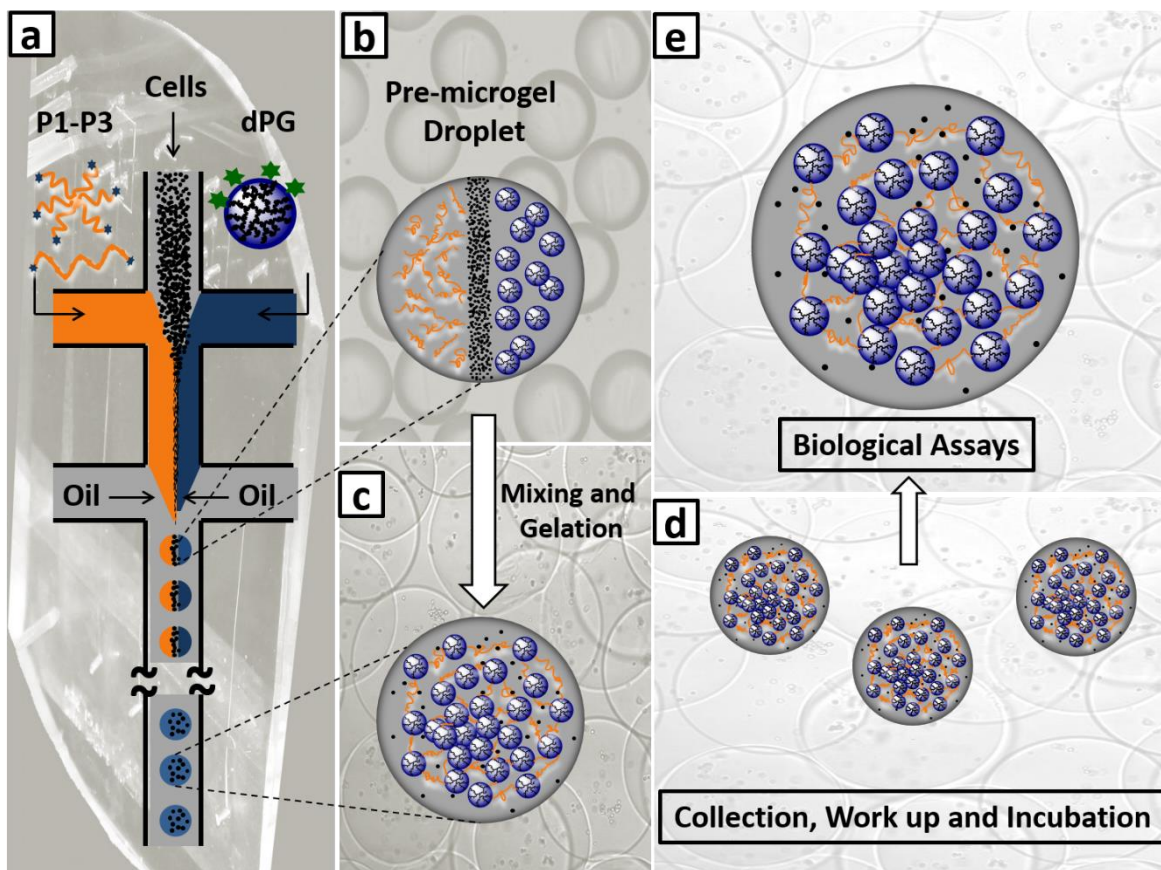 a
Cells
P1-P3
dPG
Oil
Oil
b
Pre-microgel
Droplet
c
Mixing and
Gelation
e
Biological Assays
d
Collection, Work up and Incubation